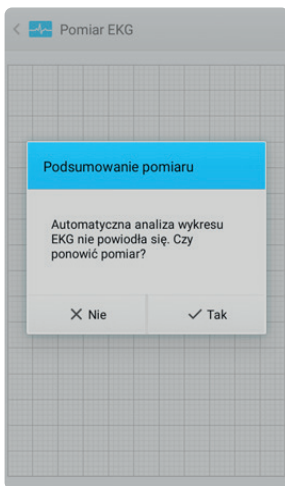 Pomiar EKG
Podsumowanie pomiaru
Automatyczna analiza wykresu
EKG nie powiodła się. Czy
ponowić pomiar?
Nie
Tak